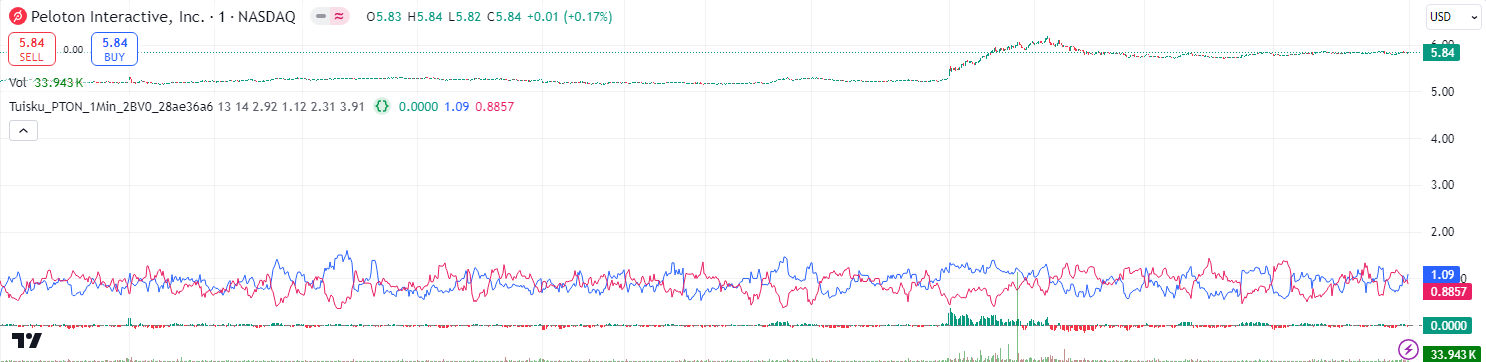 Peloton Interactive, Inc. · 1 · NASDAQ O5.83 H5.84 L5.82 C5.84 +0.01 (+0.17%) USD
5.84 SELL 0.00 5.84 BUY
Vol 33.943 K
Tuisku_PTON_1Min_2BV0_28ae36a6 13 14 2.92 1.12 2.31 3.91 {} 0.0000 1.09 0.8857
6.00
5.84
5.00
4.00
3.00
2.00
1.09
0.8857
0.0000
33.943 K